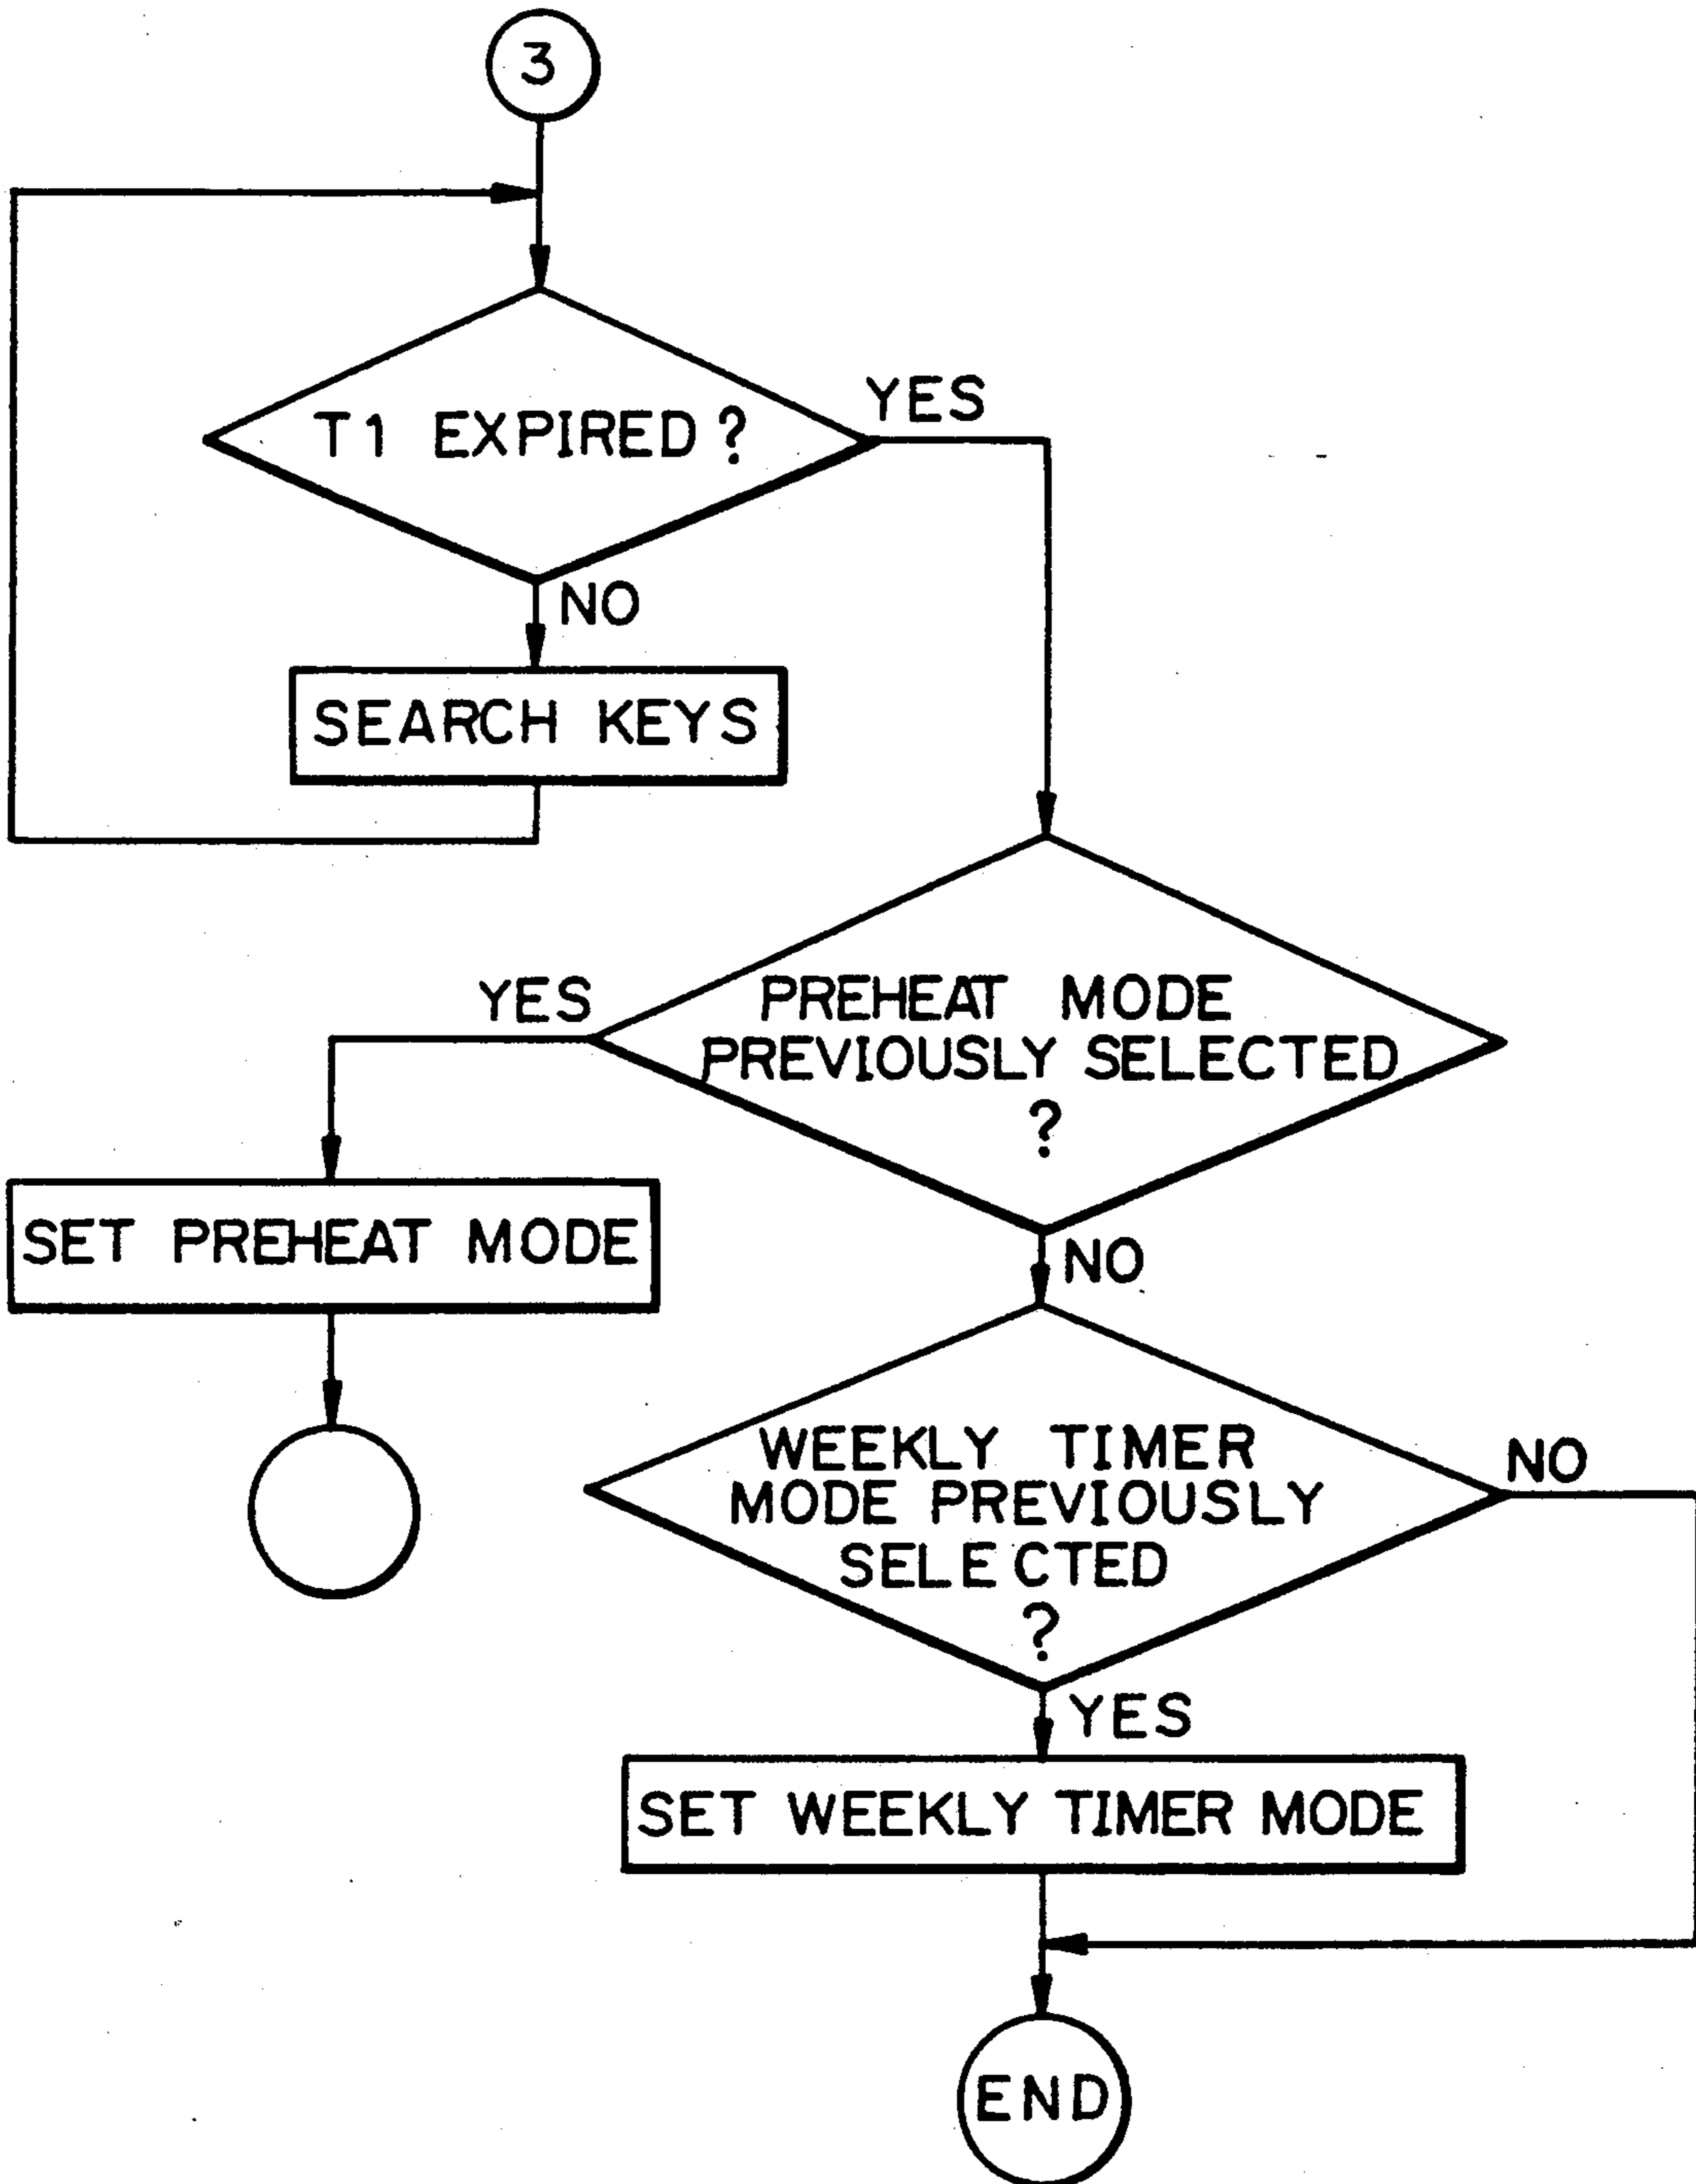 3
T1 EXPIRED?
YES
NO
SEARCH KEYS
PREHEAT MODE
PREVIOUSLY SELECTED
?
YES
SET PREHEAT MODE
NO
WEEKLY TIMER
MODE PREVIOUSLY
SELECTED
?
NO
YES
SET WEEKLY TIMER MODE
END